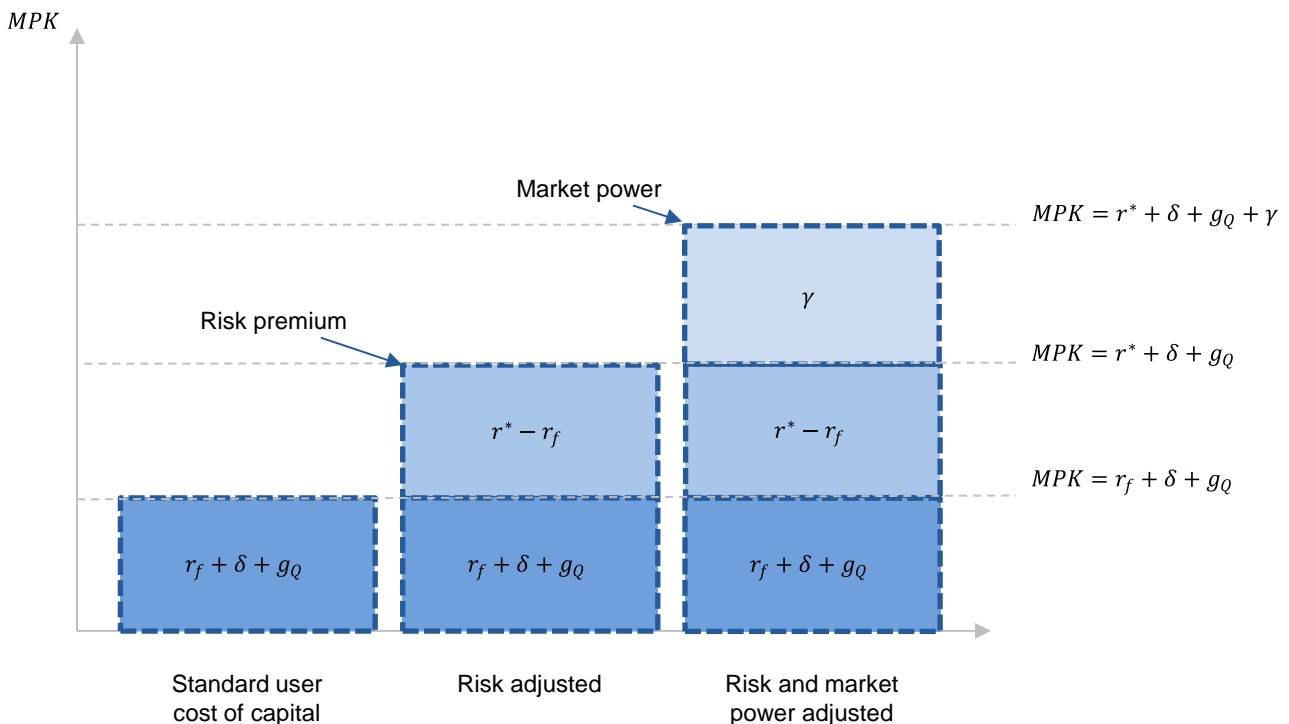 MPK
Market power
MPK = r* + δ + g_Q + γ
γ
Risk premium
MPK = r* + δ + g_Q
r* − r_f
r* − r_f
MPK = r_f + δ + g_Q
r_f + δ + g_Q
r_f + δ + g_Q
r_f + δ + g_Q
Standard user
cost of capital
Risk adjusted
Risk and market
power adjusted